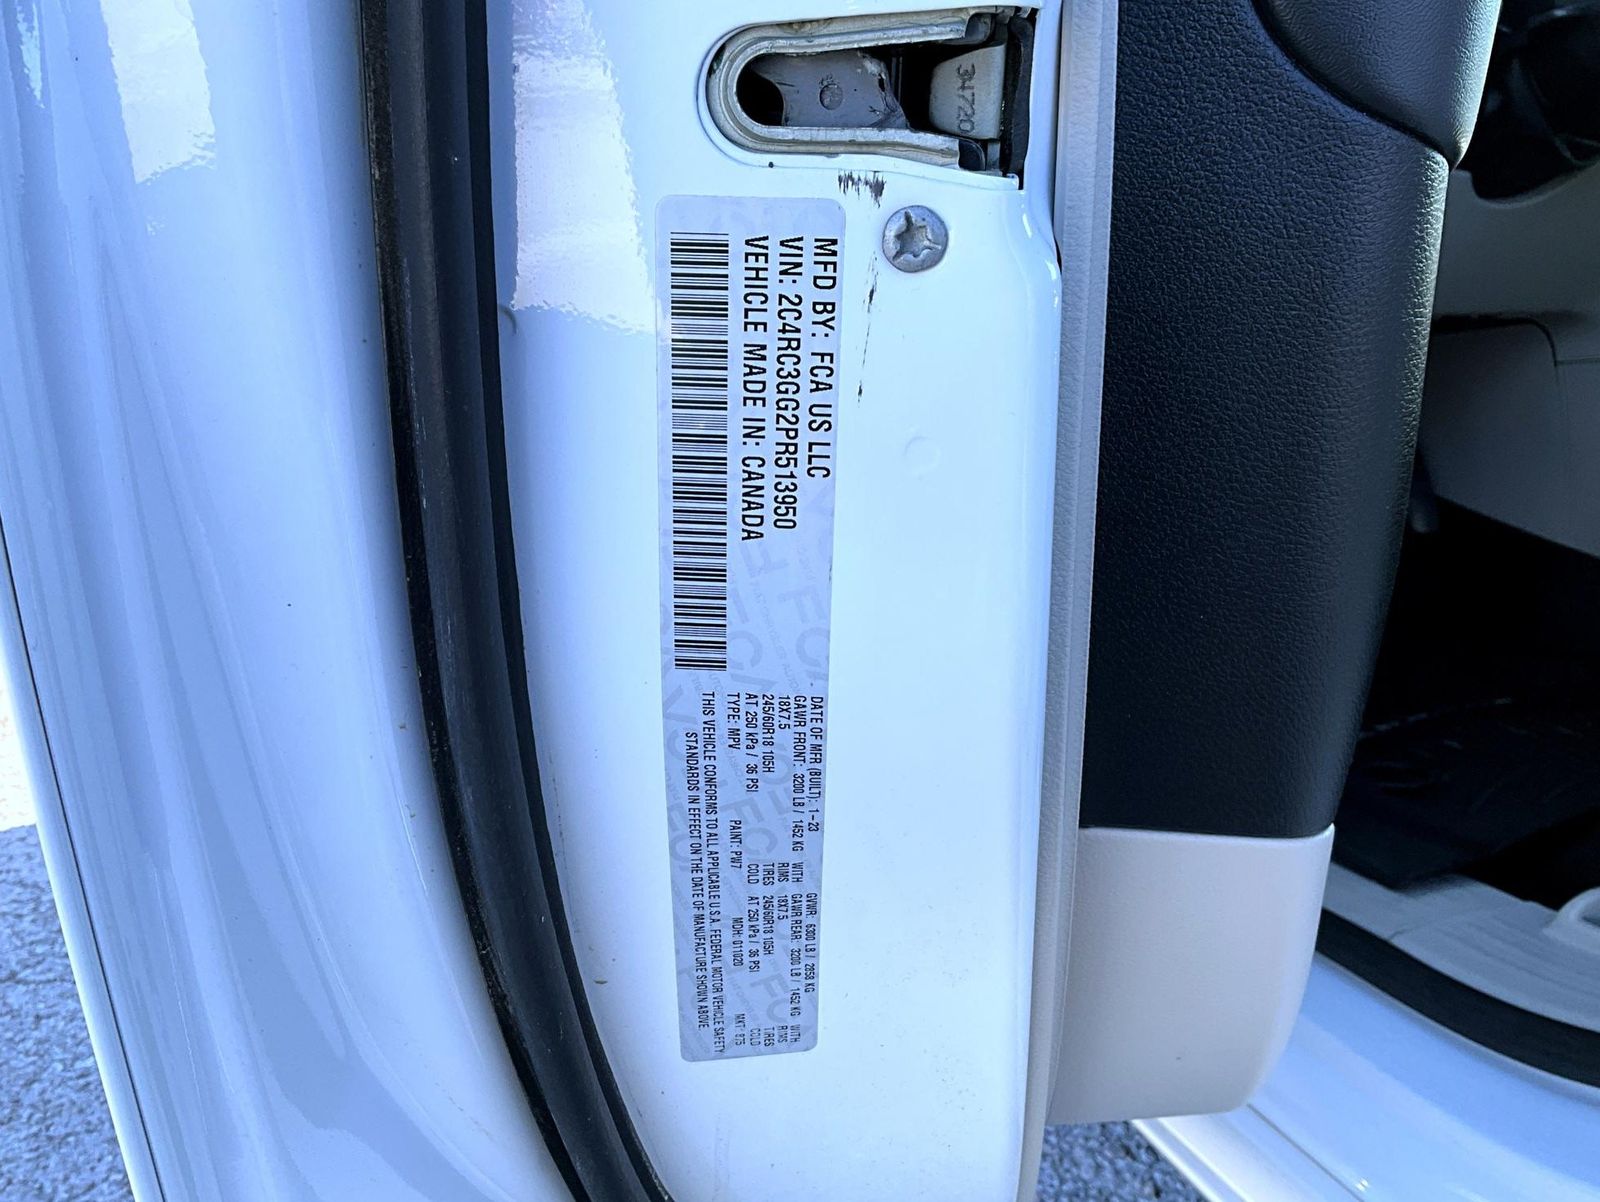 34720
MFD BY: FCA US LLC
VIN: 2C4RC3GG2PR513950
VEHICLE MADE IN: CANADA
DATE OF MFR (BUILT): 1-23 GVWR: 6300 LB / 2858 KG
GAWR FRONT: 3200 LB / 1452 KG WITH GAWR REAR: 3200 LB / 1452 KG WITH
18X7.5 RIMS 18X7.5 RIMS
245/60R18 105H TIRES 245/60R18 105H TIRES
AT 250 kPa / 36 PSI COLD AT 250 kPa / 36 PSI COLD
TYPE: MPV PAINT: PW7 MDH: 011020 MKT: 875
THIS VEHICLE CONFORMS TO ALL APPLICABLE U.S.A. FEDERAL MOTOR VEHICLE SAFETY
STANDARDS IN EFFECT ON THE DATE OF MANUFACTURE SHOWN ABOVE.